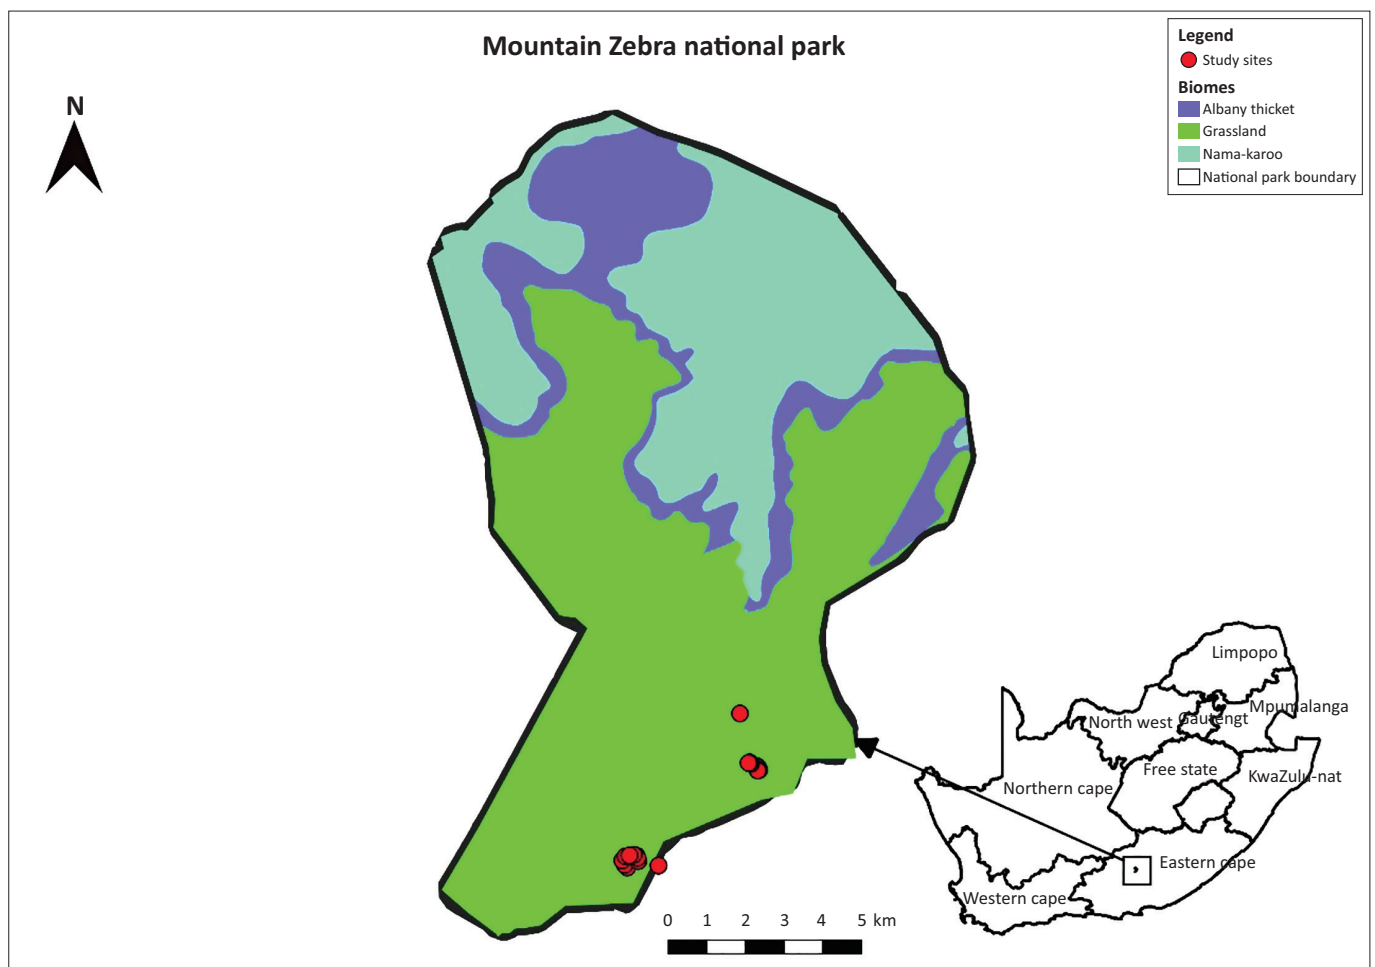 Mountain Zebra national park
Legend
Study sites
Biomes
Albany thicket
Grassland
Nama-karoo
National park boundary
N
Limpopo
Mpumalanga
North west
Gautengt
Free state
KwaZulu-nat
Northern cape
Eastern cape
Western cape
0 1 2 3 4 5 km